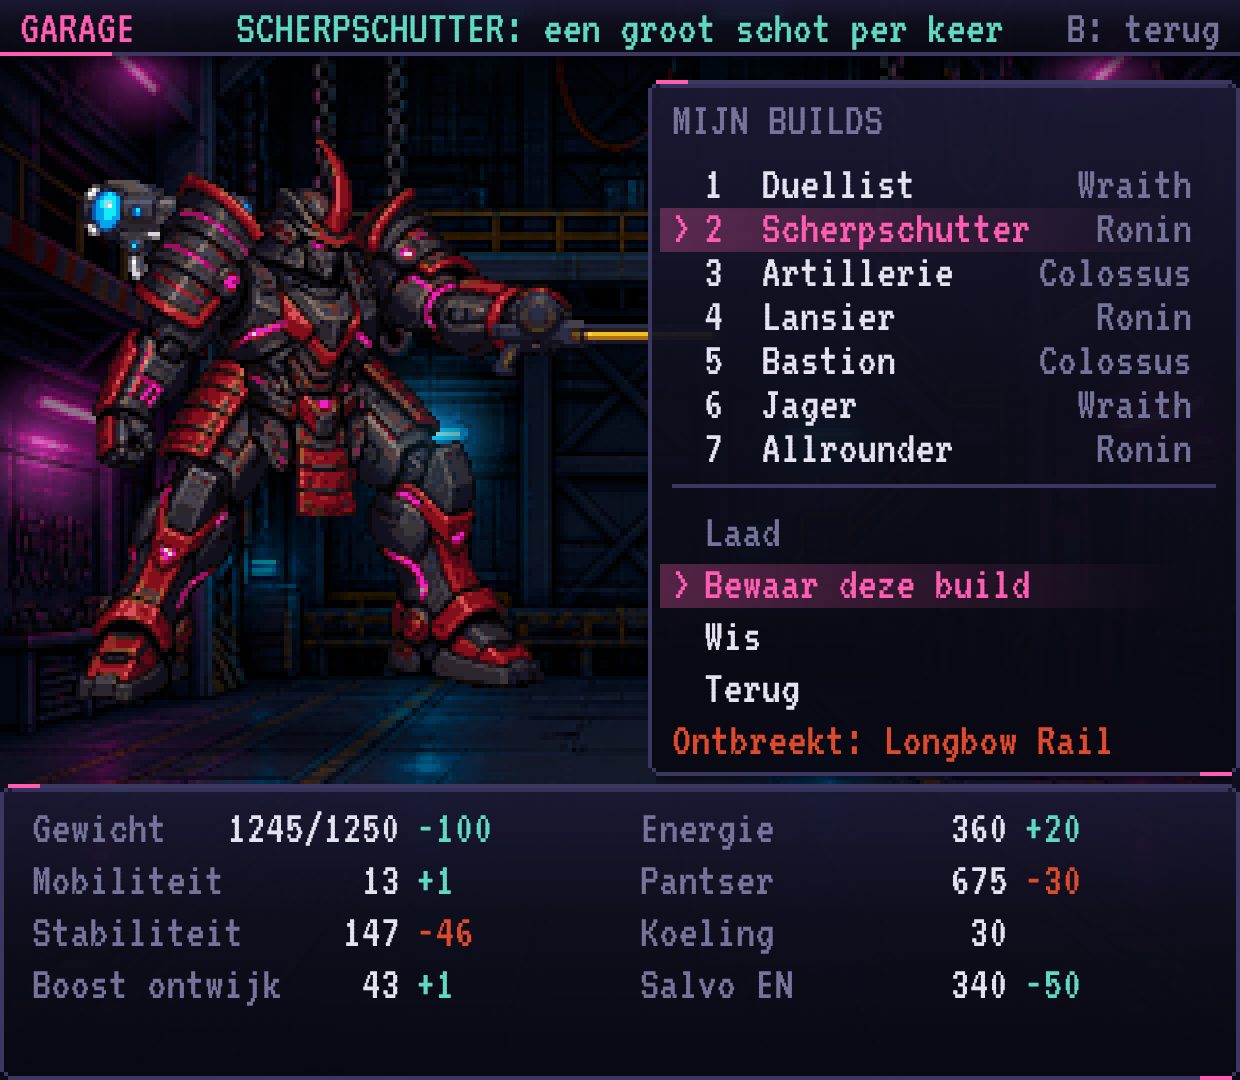 GARAGE SCHERPSCHUTTER: een groot schot per keer B: terug
MIJN BUILDS
1 Duellist Wraith
> 2 Scherpschutter Ronin
3 Artillerie Colossus
4 Lansier Ronin
5 Bastion Colossus
6 Jager Wraith
7 Allrounder Ronin
Laad
> Bewaar deze build
Wis
Terug
Ontbreekt: Longbow Rail
Gewicht 1245/1250 -100 Energie 360 +20
Mobiliteit 13 +1 Pantser 675 -30
Stabiliteit 147 -46 Koeling 30
Boost ontwijk 43 +1 Salvo EN 340 -50